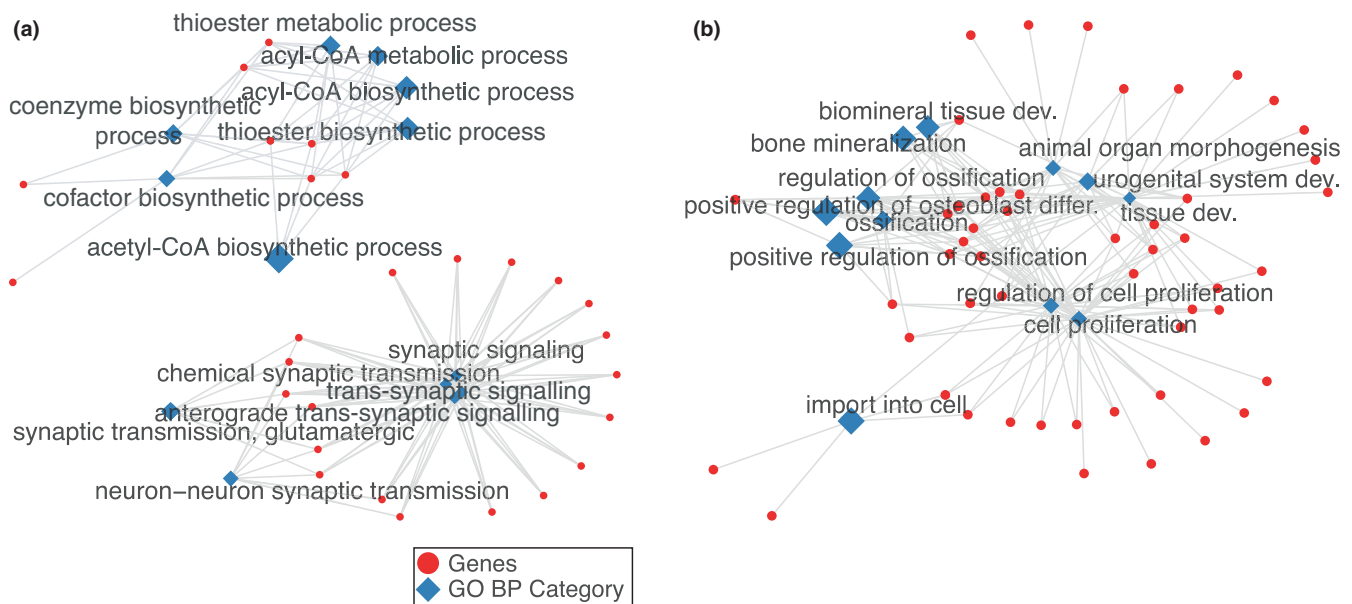 (a)
thioester metabolic process
acyl-CoA metabolic process
acyl-CoA biosynthetic process
coenzyme biosynthetic
process
thioester biosynthetic process
cofactor biosynthetic process
acetyl-CoA biosynthetic process
synaptic signaling
chemical synaptic transmission
trans-synaptic signalling
anterograde trans-synaptic signalling
synaptic transmission, glutamatergic
neuron−neuron synaptic transmission
Genes
GO BP Category
(b)
biomineral tissue dev.
bone mineralization
animal organ morphogenesis
regulation of ossification
urogenital system dev.
positive regulation of osteoblast differ.
tissue dev.
ossification
positive regulation of ossification
regulation of cell proliferation
cell proliferation
import into cell